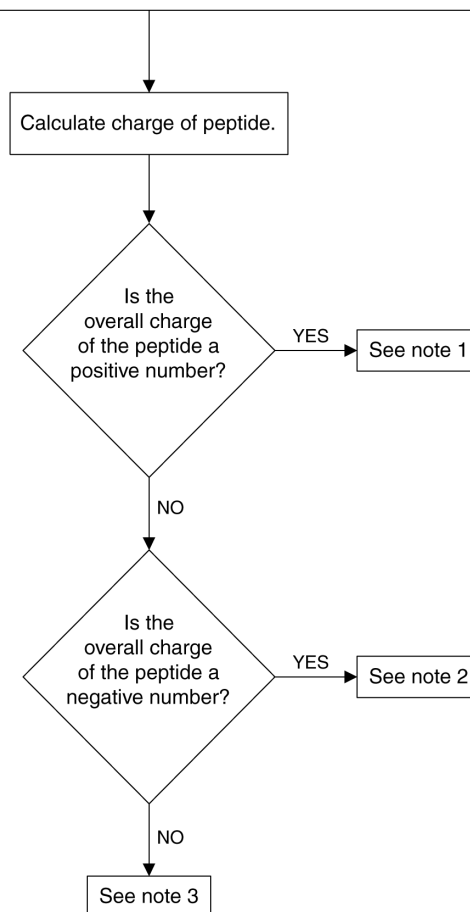 Calculate charge of peptide.
Is the
overall charge
of the peptide a
positive number?
YES
See note 1
NO
Is the
overall charge
of the peptide a
negative number?
YES
See note 2
NO
See note 3